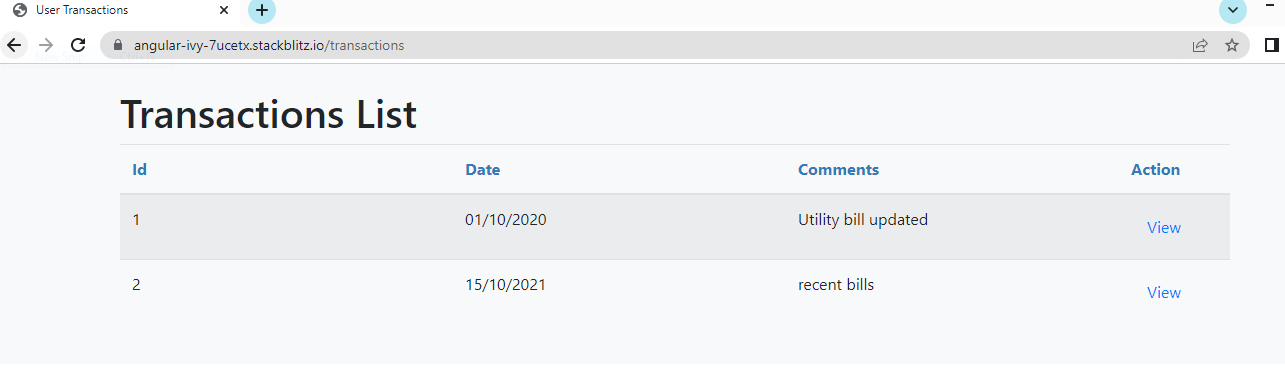 User Transactions
angular-ivy-7ucetx.stackblitz.io/transactions
Transactions List
Id Date Comments Action
1 01/10/2020 Utility bill updated View
2 15/10/2021 recent bills View